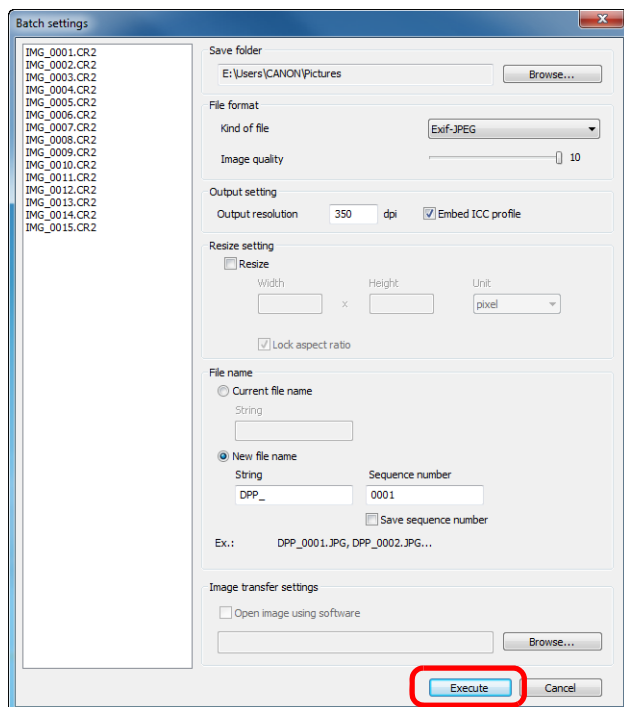 Batch settings
IMG_0001.CR2
IMG_0002.CR2
IMG_0003.CR2
IMG_0004.CR2
IMG_0005.CR2
IMG_0006.CR2
IMG_0007.CR2
IMG_0008.CR2
IMG_0009.CR2
IMG_0010.CR2
IMG_0011.CR2
IMG_0012.CR2
IMG_0013.CR2
IMG_0014.CR2
IMG_0015.CR2
Save folder
E:\Users\CANON\Pictures Browse...
File format
Kind of file Exif-JPEG
Image quality 10
Output setting
Output resolution 350 dpi Embed ICC profile
Resize setting
Resize
Width Height Unit
x pixel
Lock aspect ratio
File name
Current file name
String
New file name
String Sequence number
DPP_ 0001
Save sequence number
Ex.: DPP_0001.JPG, DPP_0002.JPG...
Image transfer settings
Open image using software
Browse...
Execute Cancel